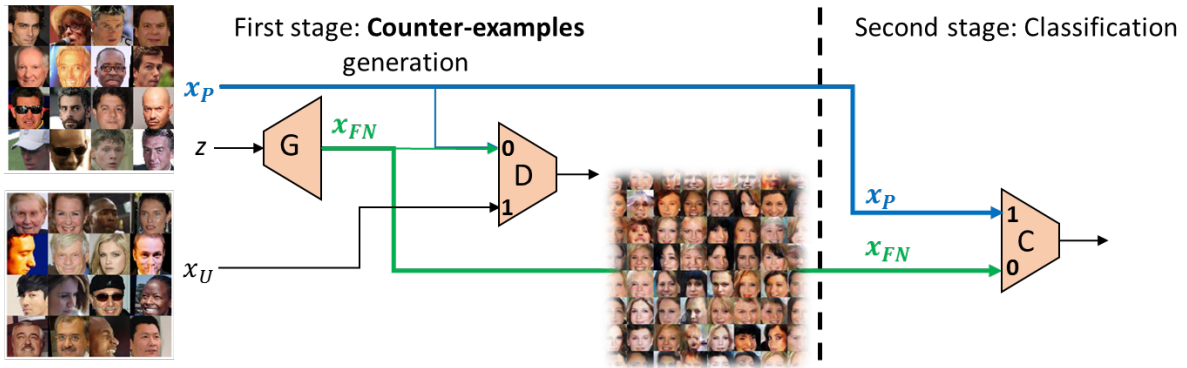 First stage: Counter-examples
generation
Second stage: Classification
x_P
z
G
x_FN
0
D
1
x_U
x_P
1
C
x_FN
0